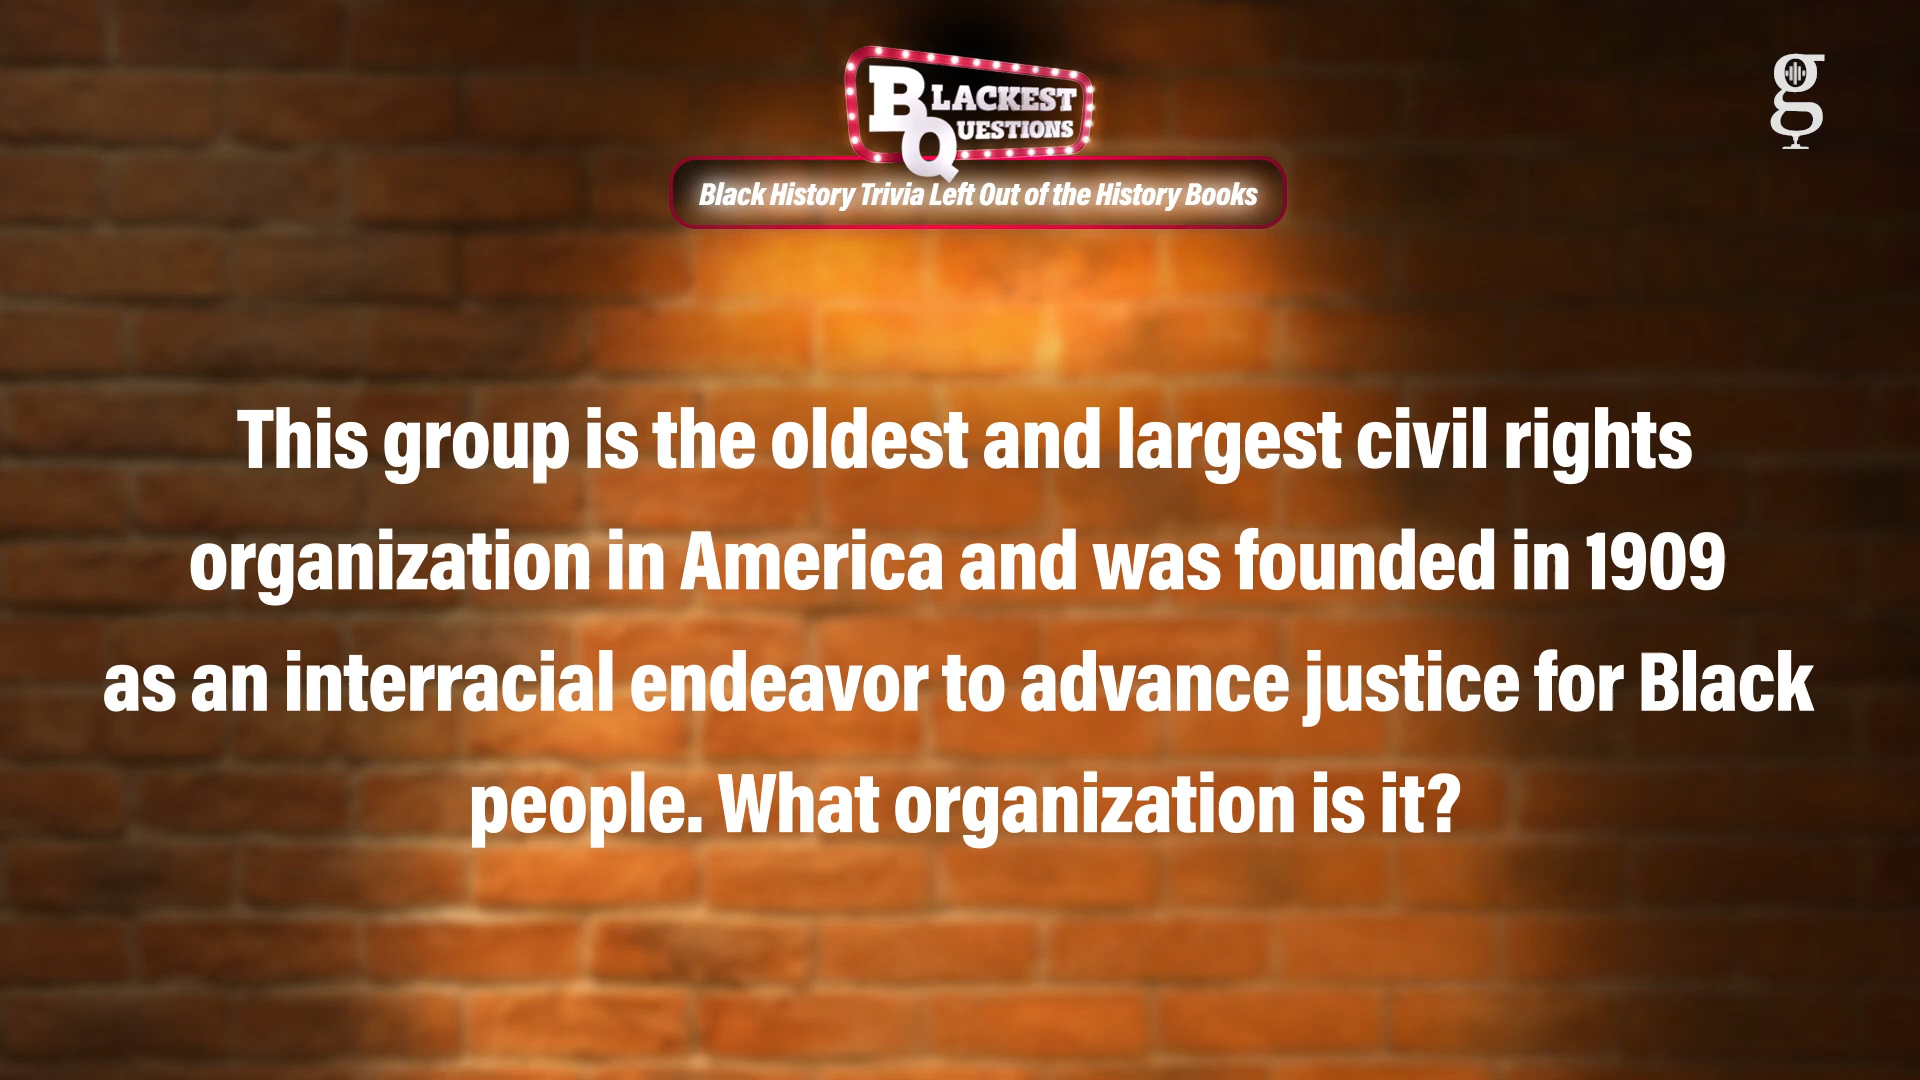 BLACKEST
QUESTIONS
g
Black History Trivia Left Out of the History Books
This group is the oldest and largest civil rights
organization in America and was founded in 1909
as an interracial endeavor to advance justice for Black
people. What organization is it?